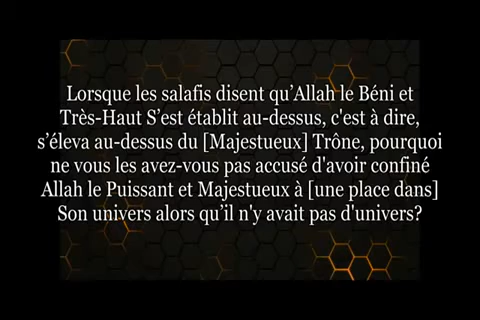 Lorsque les salafis disent qu'Allah le Béni et
Très-Haut S'est établit au-dessus, c'est à dire,
s'éleva au-dessus du [Majestueux] Trône, pourquoi
ne vous les avez-vous pas accusé d'avoir confiné
Allah le Puissant et Majestueux à [une place dans]
Son univers alors qu'il n'y avait pas d'univers?